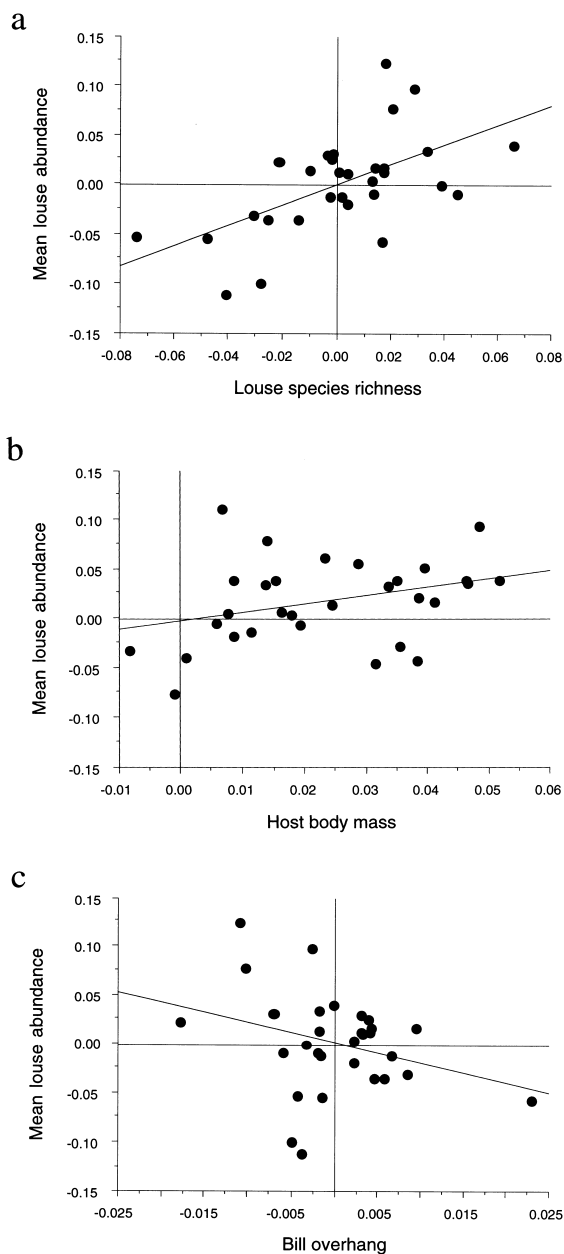 a
0.15
0.10
0.05
0.00
-0.05
-0.10
-0.15
Mean louse abundance
-0.08 -0.06 -0.04 -0.02 0.00 0.02 0.04 0.06 0.08
Louse species richness
b
0.15
0.10
0.05
0.00
-0.05
-0.10
-0.15
Mean louse abundance
-0.01 0.00 0.01 0.02 0.03 0.04 0.05 0.06
Host body mass
c
0.15
0.10
0.05
0.00
-0.05
-0.10
-0.15
Mean louse abundance
-0.025 -0.015 -0.005 0.005 0.015 0.025
Bill overhang